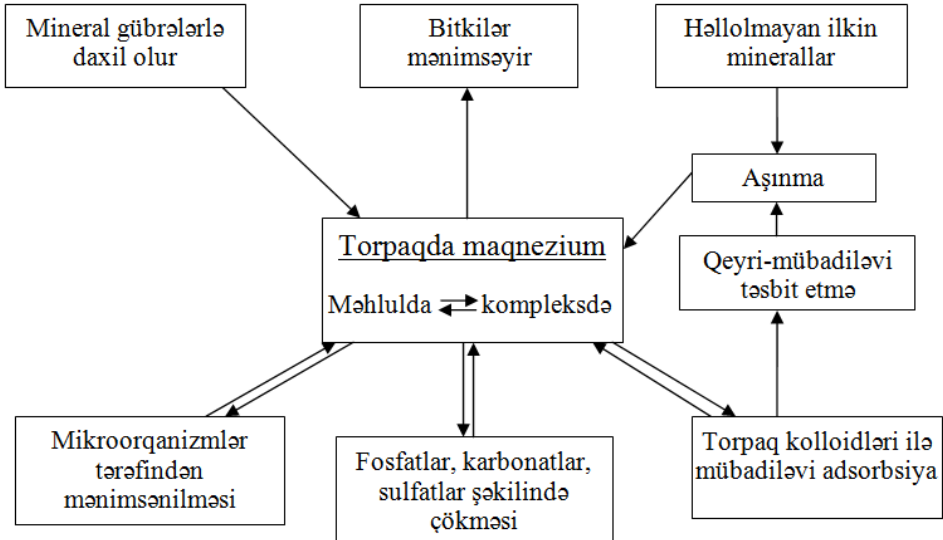 Mineral gübrələrlə
daxil olur
Bitkilər
mənimsəyir
Həllolmayan ilkin
minerallar
Aşınma
Torpaqda maqnezium
Məhlulda kompleksdə
Qeyri-mübadiləvi
təsbit etmə
Mikroorqanizmlər
tərəfindən
mənimsənilməsi
Fosfatlar, karbonatlar,
sulfatlar şəkilində
çökməsi
Torpaq kolloidləri ilə
mübadiləvi adsorbsiya